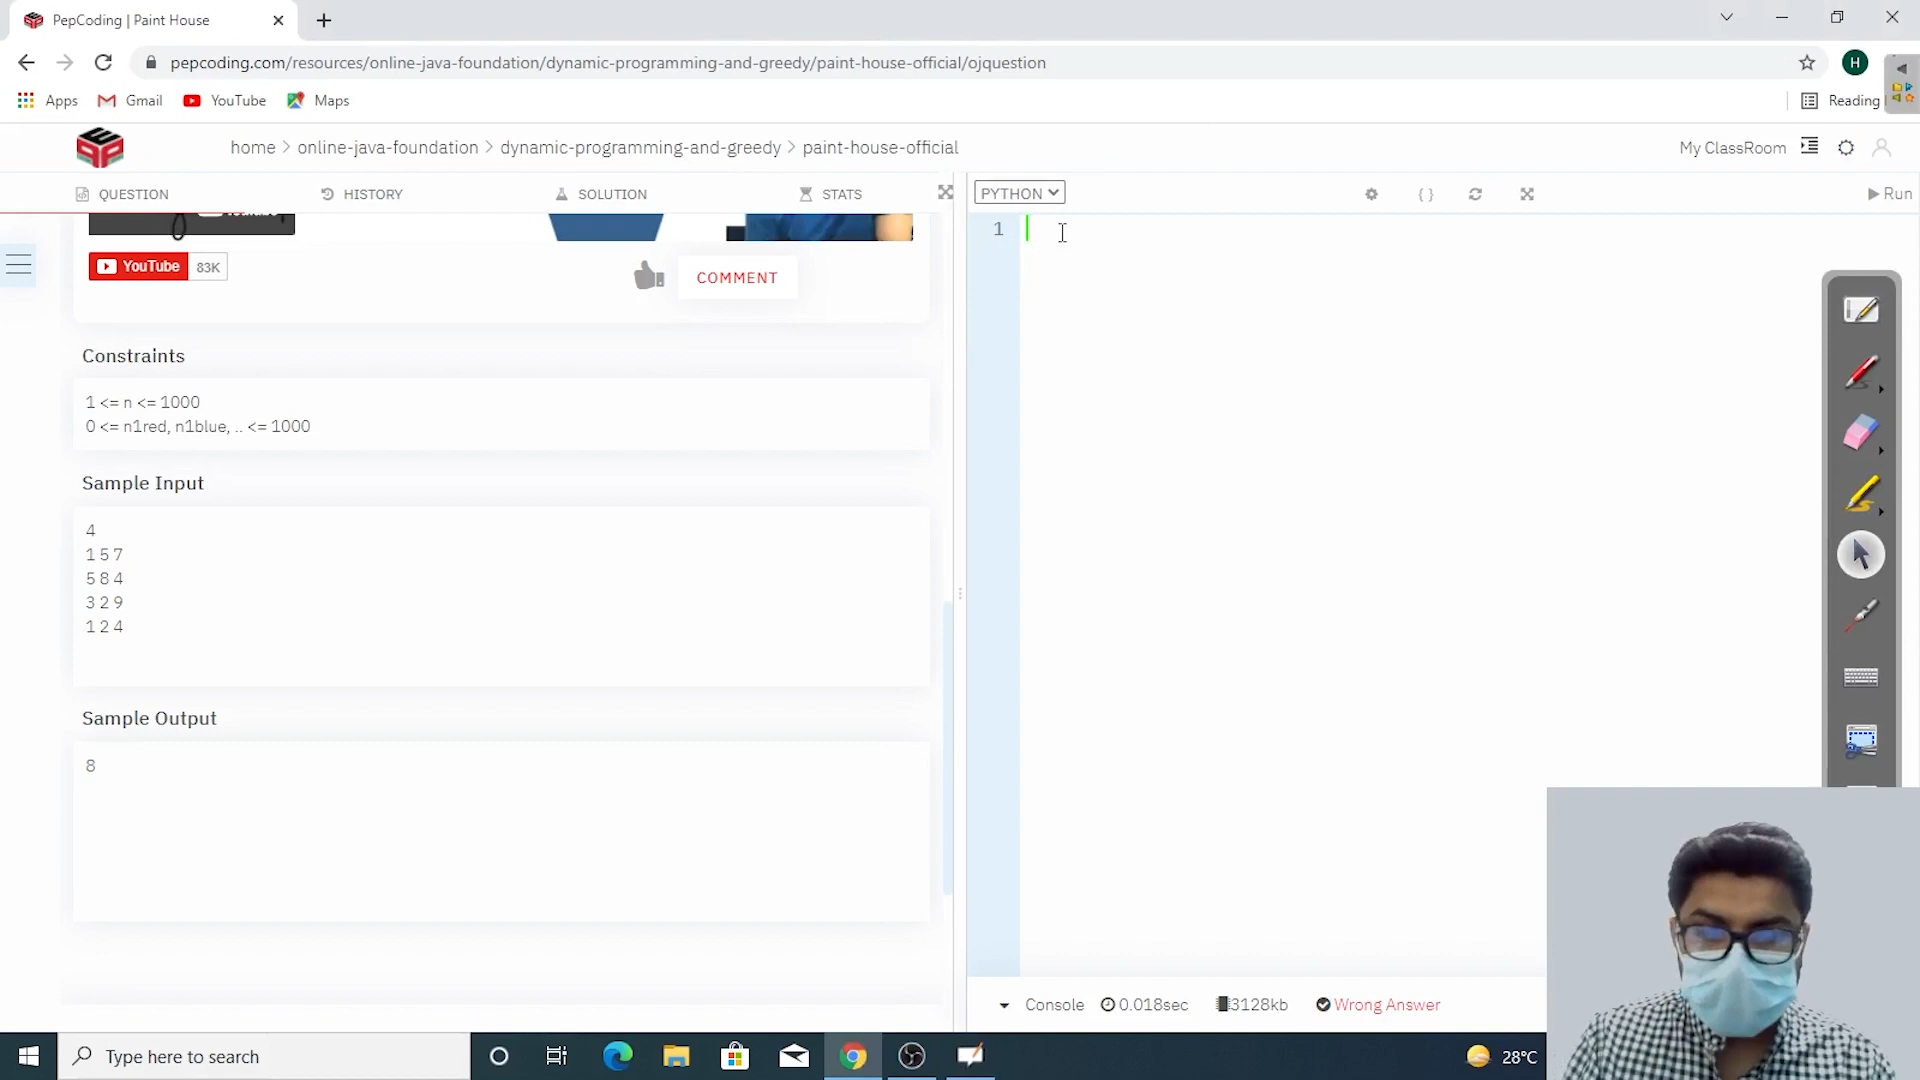 PepCoding | Paint House
pepcoding.com/resources/online-java-foundation/dynamic-programming-and-greedy/paint-house-official/ojquestion
H
Apps
Gmail
YouTube
Maps
Reading
home > online-java-foundation > dynamic-programming-and-greedy > paint-house-official
My ClassRoom
QUESTION
HISTORY
SOLUTION
STATS
PYTHON
{ }
Run
1
YouTube
83K
COMMENT
Constraints
1 <= n <= 1000
0 <= n1red, n1blue, .. <= 1000
Sample Input
4
1 5 7
5 8 4
3 2 9
1 2 4
Sample Output
8
Console
0.018sec
3128kb
Wrong Answer
Type here to search
28°C